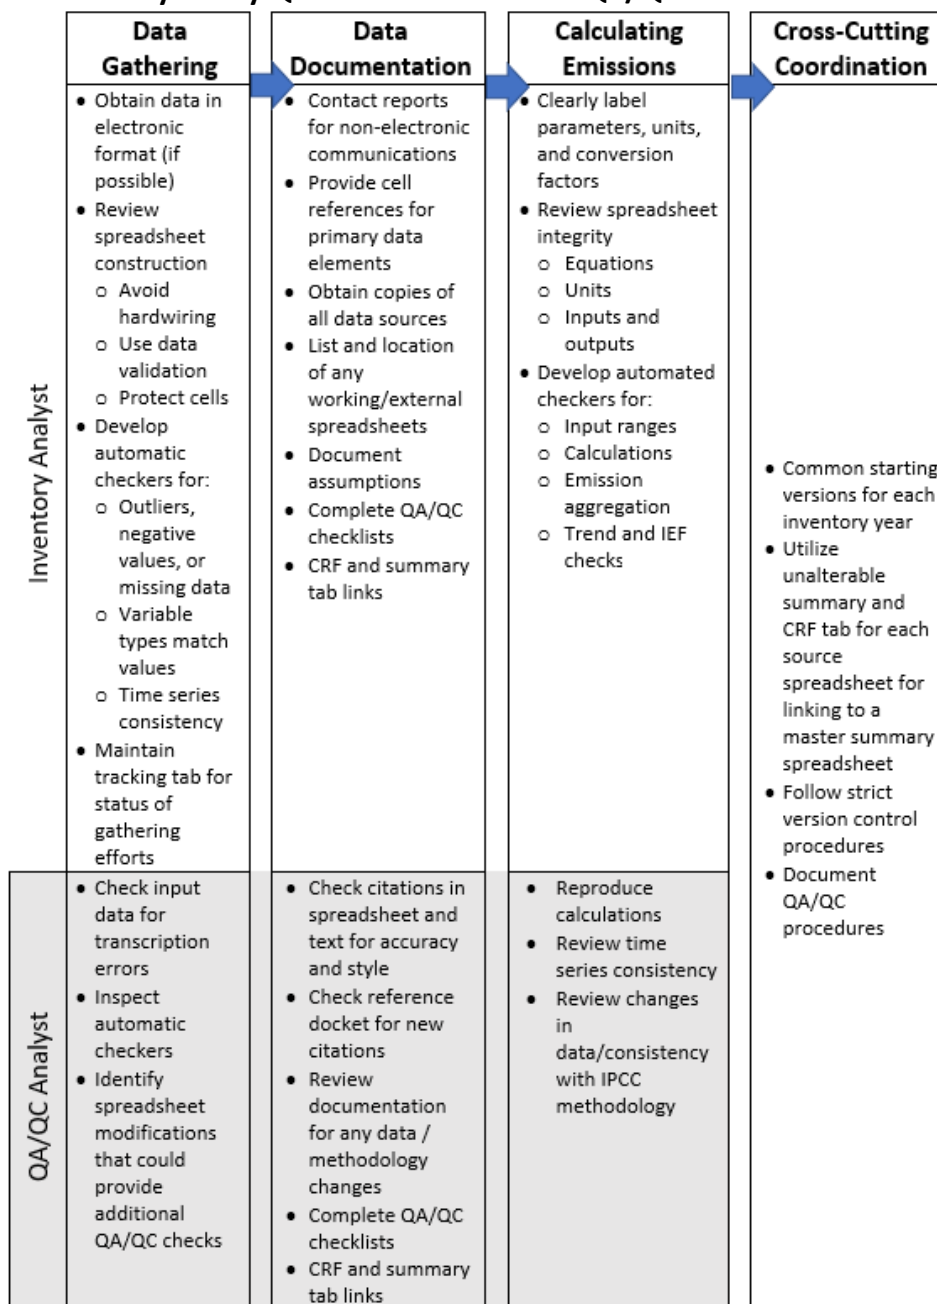 Data
Gathering
Data
Documentation
Calculating
Emissions
Cross-Cutting
Coordination
Inventory Analyst
• Obtain data in
electronic
format (if
possible)
• Review
spreadsheet
construction
o Avoid
hardwiring
o Use data
validation
o Protect cells
• Develop
automatic
checkers for:
o Outliers,
negative
values, or
missing data
o Variable
types match
values
o Time series
consistency
• Maintain
tracking tab for
status of
gathering
efforts
• Contact reports
for non-electronic
communications
• Provide cell
references for
primary data
elements
• Obtain copies of
all data sources
• List and location
of any
working/external
spreadsheets
• Document
assumptions
• Complete QA/QC
checklists
• CRF and summary
tab links
• Clearly label
parameters, units,
and conversion
factors
• Review spreadsheet
integrity
o Equations
o Units
o Inputs and
outputs
• Develop automated
checkers for:
o Input ranges
o Calculations
o Emission
aggregation
o Trend and IEF
checks
• Common starting
versions for each
inventory year
• Utilize
unalterable
summary and
CRF tab for each
source
spreadsheet for
linking to a
master summary
spreadsheet
• Follow strict
version control
procedures
• Document
QA/QC
procedures
QA/QC Analyst
• Check input
data for
transcription
errors
• Inspect
automatic
checkers
• Identify
spreadsheet
modifications
that could
provide
additional
QA/QC checks
• Check citations in
spreadsheet and
text for accuracy
and style
• Check reference
docket for new
citations
• Review
documentation
for any data /
methodology
changes
• Complete QA/QC
checklists
• CRF and summary
tab links
• Reproduce
calculations
• Review time
series consistency
• Review changes
in
data/consistency
with IPCC
methodology